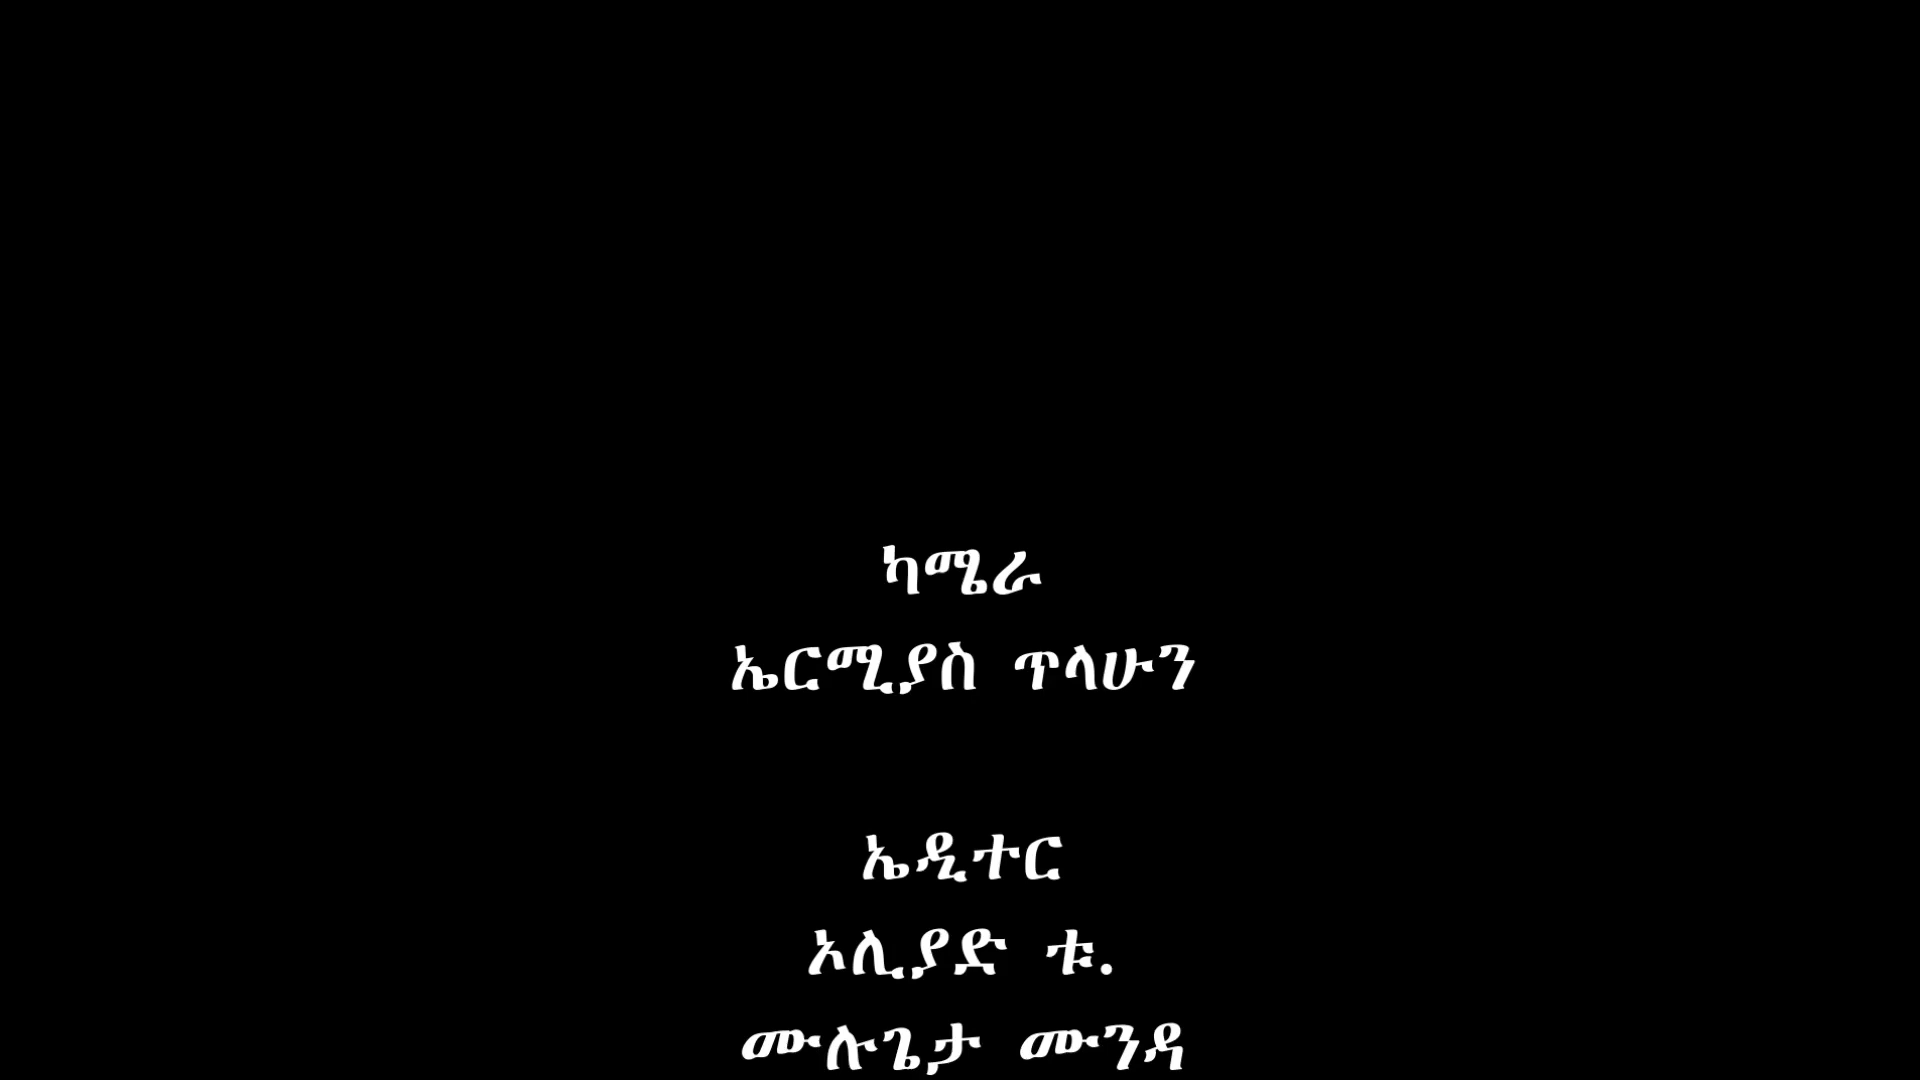 ካሜራ
ኤርሚያስ ጥላሁን
ኤዲተር
ኦሊያድ ቱ.
ሙሉጌታ ሙንዳ